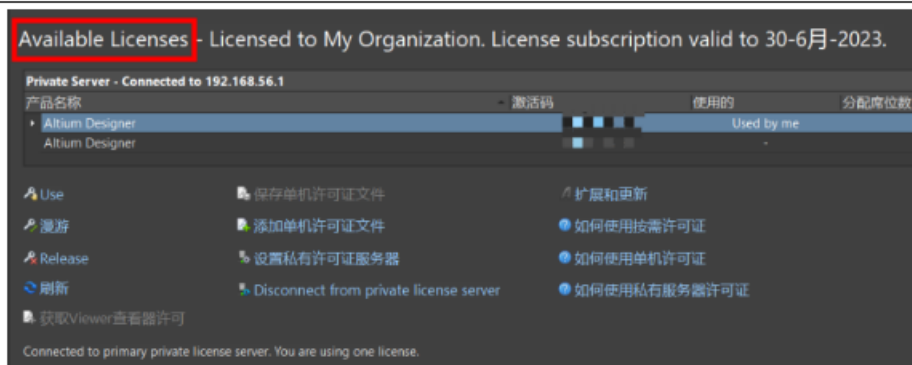 Available Licenses - Licensed to My Organization. License subscription valid to 30-6月-2023.
Private Server - Connected to 192.168.56.1
产品名称 激活码 使用的 分配席位数
Altium Designer Used by me
Altium Designer -
Use 保存单机许可证文件 扩展和更新
漫游 添加单机许可证文件 如何使用按需许可证
Release 设置私有许可证服务器 如何使用单机许可证
刷新 Disconnect from private license server 如何使用私有服务器许可证
获取Viewer查看器许可
Connected to primary private license server. You are using one license.